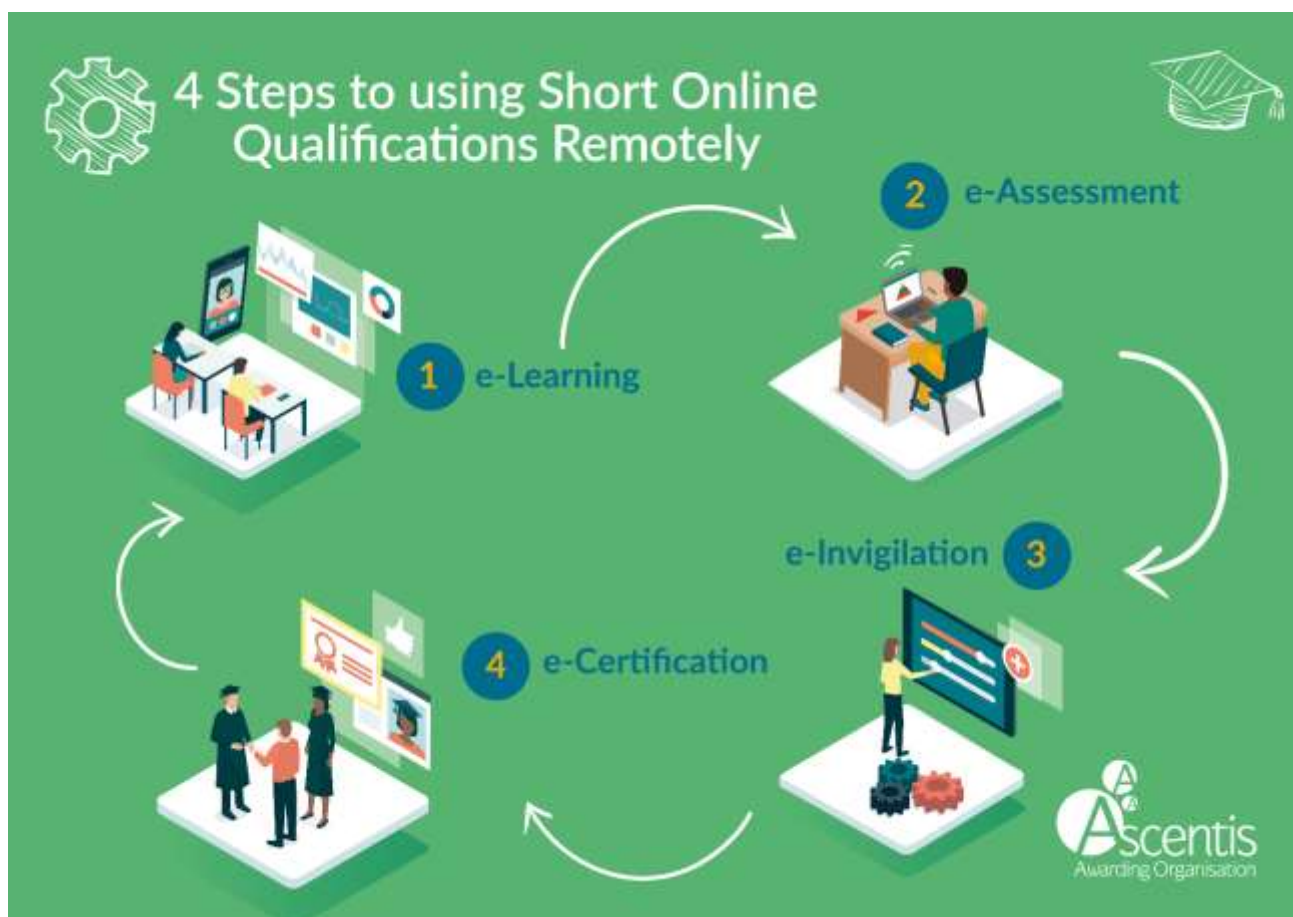 4 Steps to using Short Online
Qualifications Remotely
2 e-Assessment
1 e-Learning
e-Invigilation 3
4 e-Certification
A
A
Ascentis
Awarding Organisation